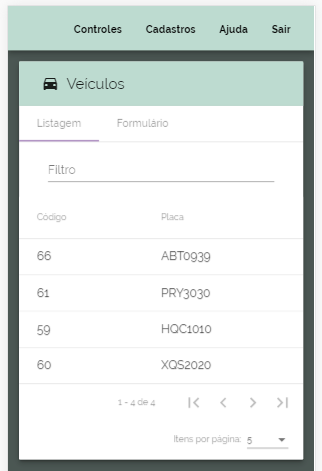 Controles Cadastros Ajuda Sair
Veículos
Listagem Formulário
Filtro
Código Placa
66 ABT0939
61 PRY3030
59 HQC1010
60 XQS2020
1 - 4 de 4
Itens por página: 5